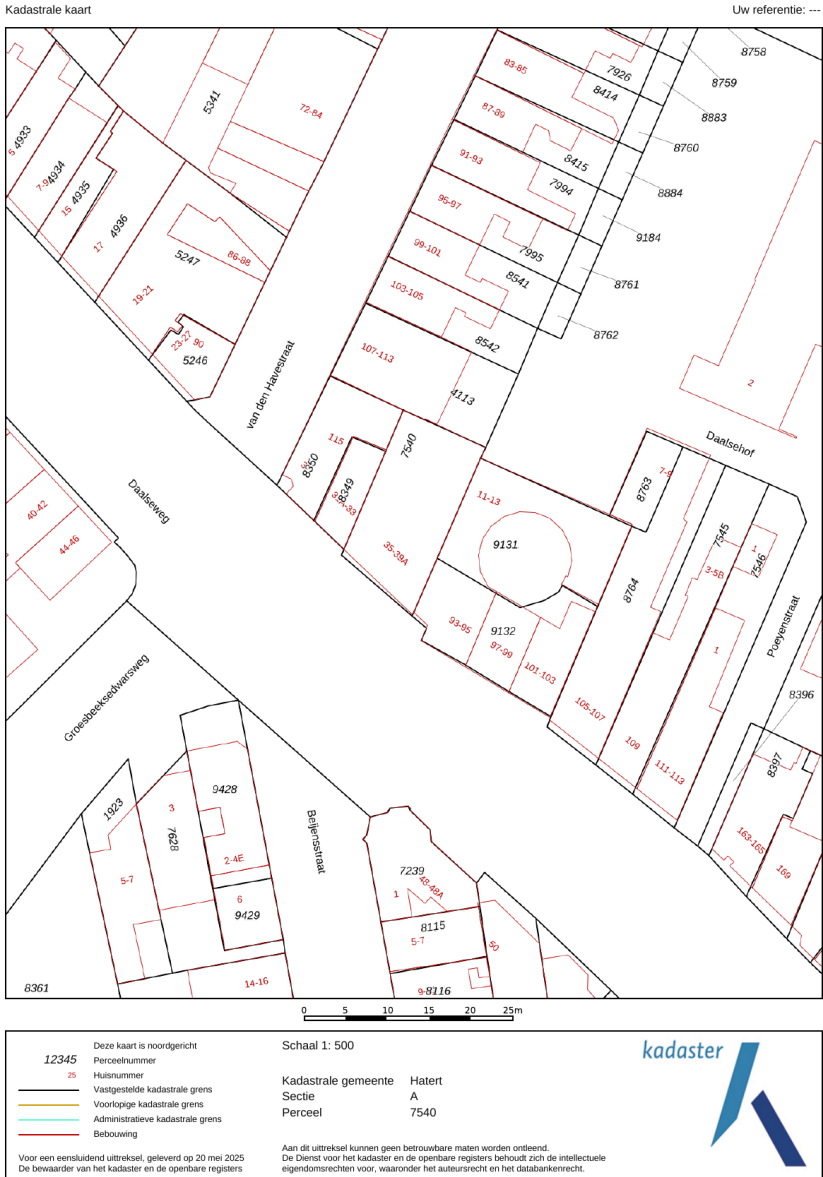 Kadastrale kaart
Uw referentie: ---
8758
83-85
7926
8759
8414
5341
72-84
87-89
8883
4933
5
8760
91-93
8415
4934
7-9
7994
4935
15
8884
95-97
4936
17
9184
86-88
5247
99-101
7995
8541
8761
19-21
103-105
8762
23-27
90
8542
5246
107-113
van den Havestraat
4113
2
115
7540
Daalsehof
8350
7-9
8349
8763
11-13
Daalseweg
40-42
7545
44-46
9131
35-39A
1
7546
3-5B
8764
93-95
9132
97-99
Poeyenstraat
1
101-103
Groesbeeksedwarsweg
8396
105-107
109
8397
111-113
9428
1923
3
7628
Beijensstraat
163-165
2-4E
169
7239
5-7
1
48-48A
6
9429
8115
5-7
50
14-16
8361
9-
8116
0 5 10 15 20 25m
Deze kaart is noordgericht
12345 Perceelnummer
25 Huisnummer
Vastgestelde kadastrale grens
Voorlopige kadastrale grens
Administratieve kadastrale grens
Bebouwing
Voor een eensluidend uittreksel, geleverd op 20 mei 2025
De bewaarder van het kadaster en de openbare registers
Schaal 1: 500
Kadastrale gemeente Hatert
Sectie A
Perceel 7540
Aan dit uittreksel kunnen geen betrouwbare maten worden ontleend.
De Dienst voor het kadaster en de openbare registers behoudt zich de intellectuele
eigendomsrechten voor, waaronder het auteursrecht en het databankenrecht.
kadaster